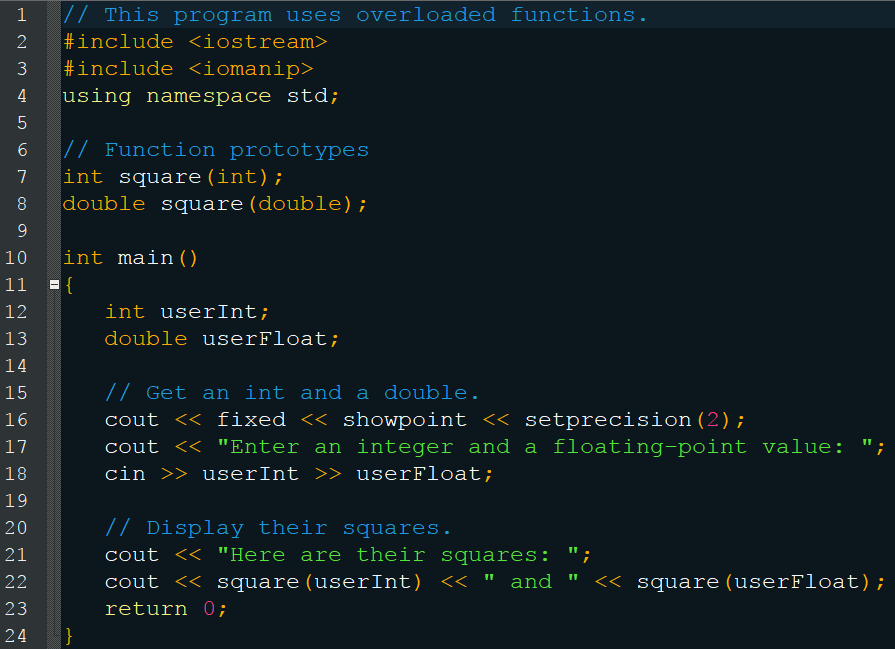 1 // This program uses overloaded functions.
2 #include <iostream>
3 #include <iomanip>
4 using namespace std;
5
6 // Function prototypes
7 int square(int);
8 double square(double);
9
10 int main()
11 {
12    int userInt;
13    double userFloat;
14
15    // Get an int and a double.
16    cout << fixed << showpoint << setprecision(2);
17    cout << "Enter an integer and a floating-point value: ";
18    cin >> userInt >> userFloat;
19
20    // Display their squares.
21    cout << "Here are their squares: ";
22    cout << square(userInt) << " and " << square(userFloat);
23    return 0;
24 }